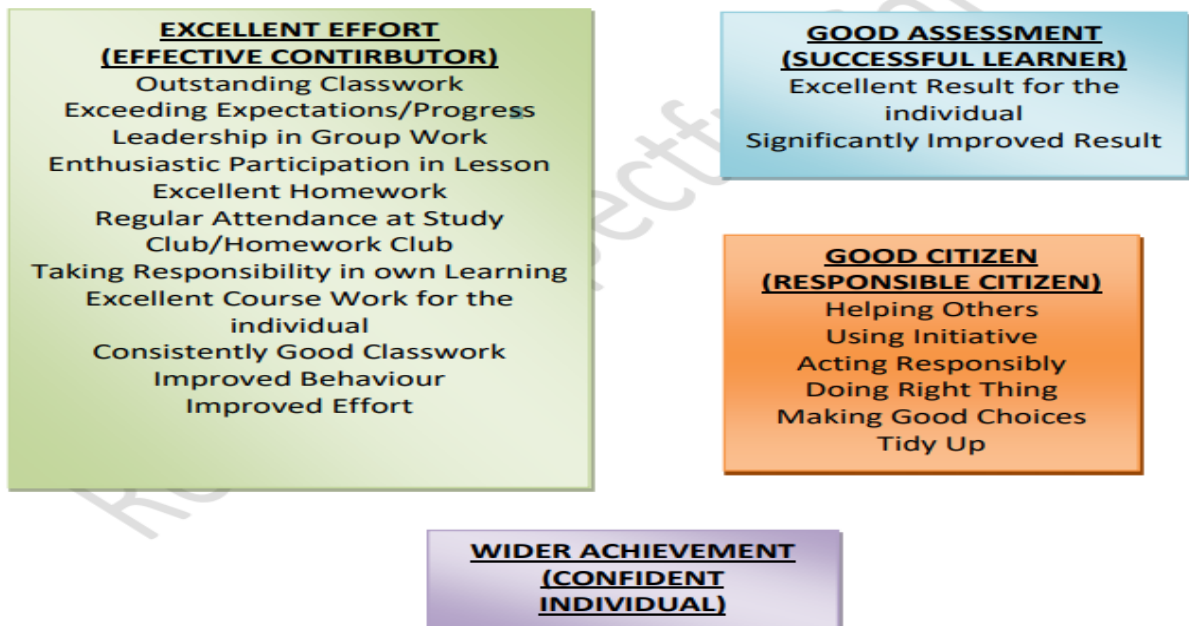 EXCELLENT EFFORT
(EFFECTIVE CONTIRBUTOR)
Outstanding Classwork
Exceeding Expectations/Progress
Leadership in Group Work
Enthusiastic Participation in Lesson
Excellent Homework
Regular Attendance at Study
Club/Homework Club
Taking Responsibility in own Learning
Excellent Course Work for the
individual
Consistently Good Classwork
Improved Behaviour
Improved Effort
GOOD ASSESSMENT
(SUCCESSFUL LEARNER)
Excellent Result for the
individual
Significantly Improved Result
GOOD CITIZEN
(RESPONSIBLE CITIZEN)
Helping Others
Using Initiative
Acting Responsibly
Doing Right Thing
Making Good Choices
Tidy Up
WIDER ACHIEVEMENT
(CONFIDENT
INDIVIDUAL)